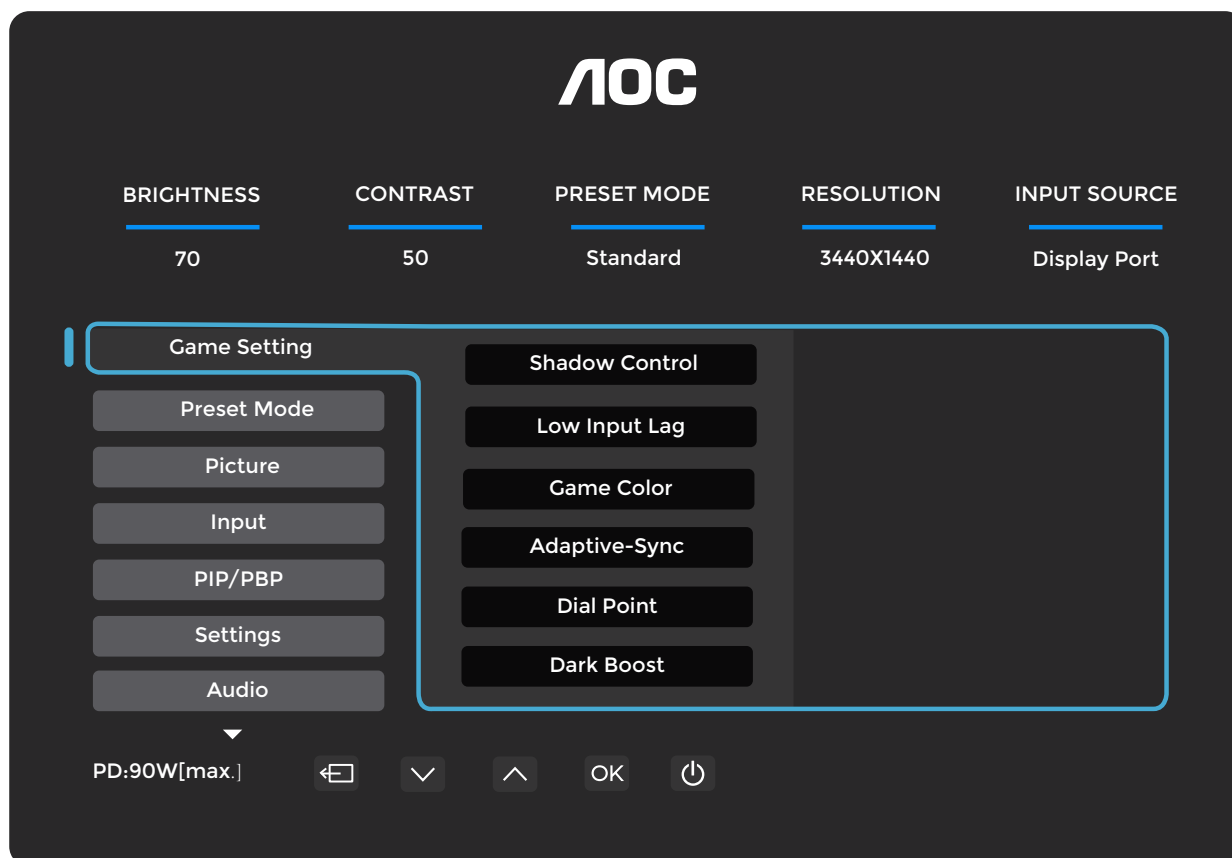 AOC
BRIGHTNESS CONTRAST PRESET MODE RESOLUTION INPUT SOURCE
70 50 Standard 3440X1440 Display Port
Game Setting
Preset Mode
Picture
Input
PIP/PBP
Settings
Audio
Shadow Control
Low Input Lag
Game Color
Adaptive-Sync
Dial Point
Dark Boost
PD:90W[max.] OK